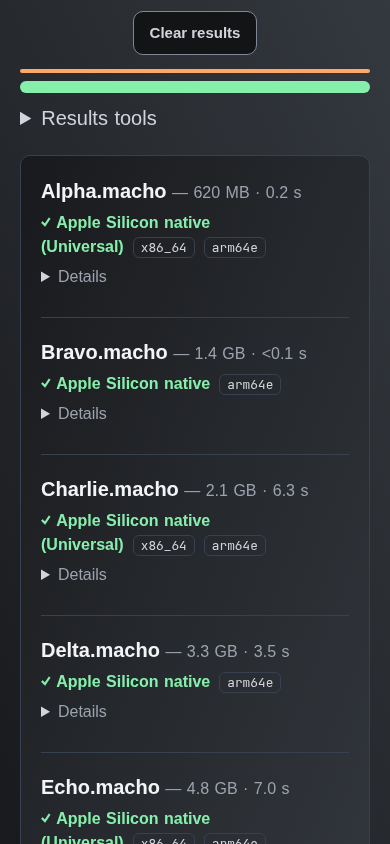 Clear results
Results tools
Alpha.macho — 620 MB · 0.2 s
Apple Silicon native
(Universal) x86_64 arm64e
Details
Bravo.macho — 1.4 GB · <0.1 s
Apple Silicon native arm64e
Details
Charlie.macho — 2.1 GB · 6.3 s
Apple Silicon native
(Universal) x86_64 arm64e
Details
Delta.macho — 3.3 GB · 3.5 s
Apple Silicon native arm64e
Details
Echo.macho — 4.8 GB · 7.0 s
Apple Silicon native
(Universal) x86_64 arm64e